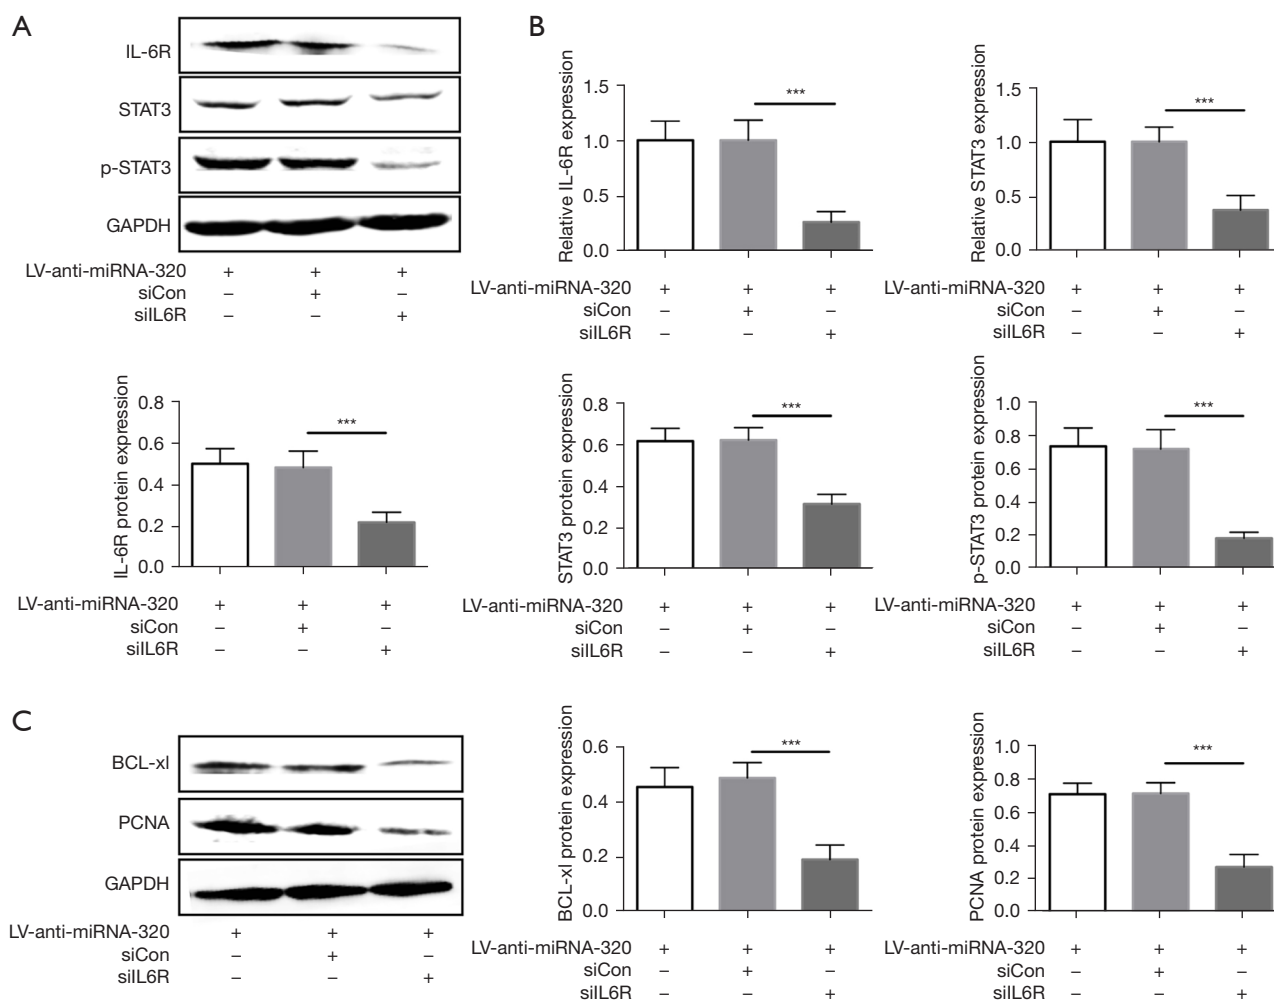 A
IL-6R
STAT3
p-STAT3
GAPDH
LV-anti-miRNA-320 + + +
siCon – + –
siIL6R – – +
B
Relative IL-6R expression
1.5
1.0
0.5
0.0
***
LV-anti-miRNA-320 + + +
siCon – + –
siIL6R – – +
Relative STAT3 expression
1.5
1.0
0.5
0.0
***
LV-anti-miRNA-320 + + +
siCon – + –
siIL6R – – +
IL-6R protein expression
0.8
0.6
0.4
0.2
0.0
***
LV-anti-miRNA-320 + + +
siCon – + –
siIL6R – – +
STAT3 protein expression
0.8
0.6
0.4
0.2
0.0
***
LV-anti-miRNA-320 + + +
siCon – + –
siIL6R – – +
p-STAT3 protein expression
1.0
0.8
0.6
0.4
0.2
0.0
***
LV-anti-miRNA-320 + + +
siCon – + –
siIL6R – – +
C
BCL-xl
PCNA
GAPDH
LV-anti-miRNA-320 + + +
siCon – + –
siIL6R – – +
BCL-xl protein expression
0.6
0.4
0.2
0.0
***
LV-anti-miRNA-320 + + +
siCon – + –
siIL6R – – +
PCNA protein expression
1.0
0.8
0.6
0.4
0.2
0.0
***
LV-anti-miRNA-320 + + +
siCon – + –
siIL6R – – +